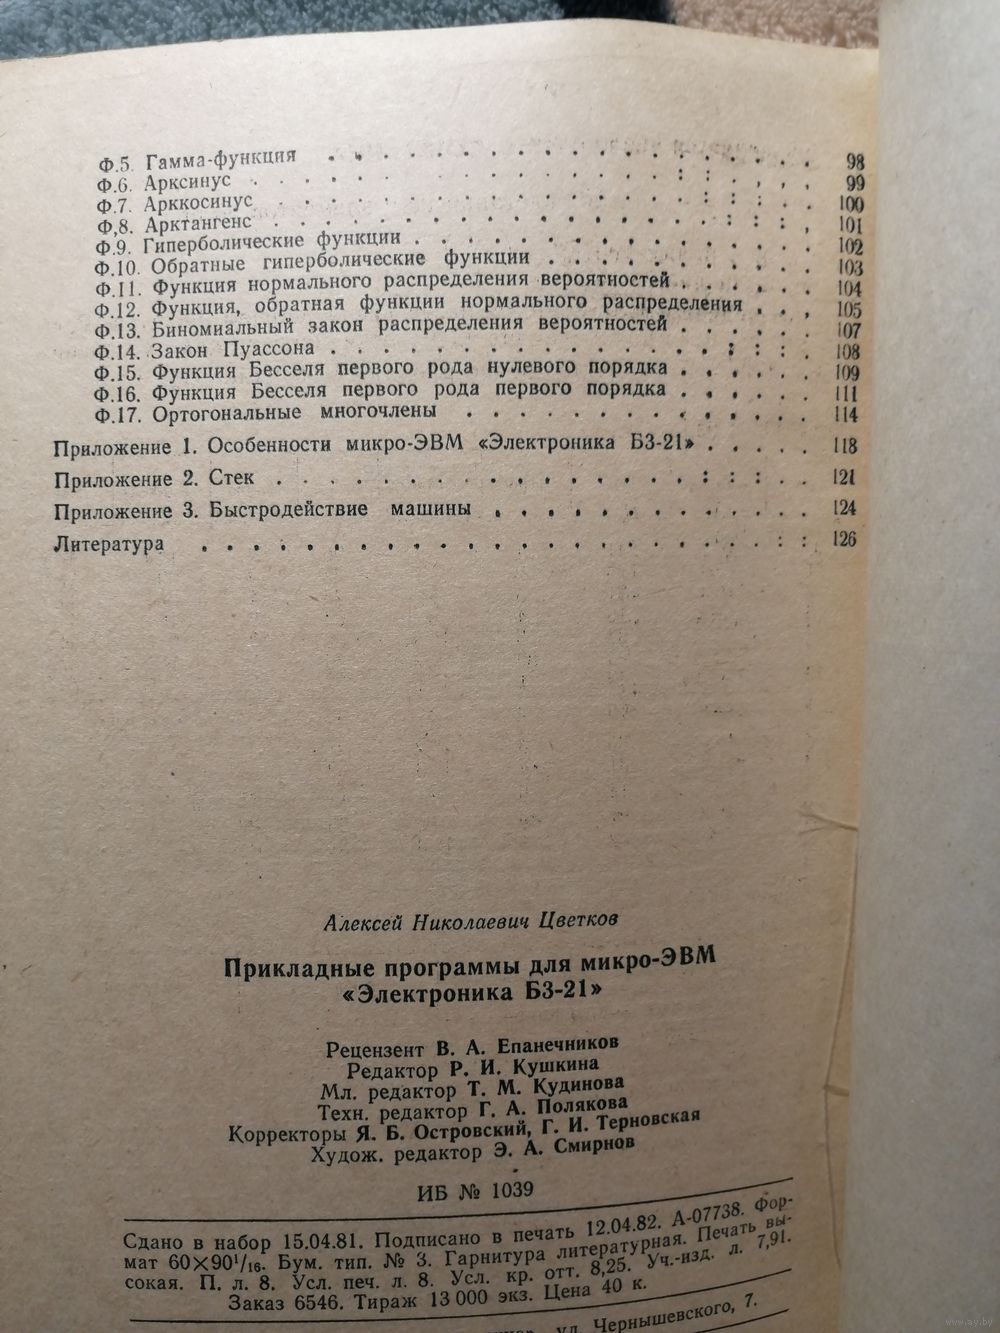 Ф.5. Гамма-функция . . . . . . . . . . . . . . . . . . . 98
Ф.6. Арксинус . . . . . . . . . . . . . . . . . . . . . 99
Ф.7. Арккосинус . . . . . . . . . . . . . . . . . . . . 100
Ф,8. Арктангенс . . . . . . . . . . . . . . . . . . . . 101
Ф.9. Гиперболические функции . . . . . . . . . . . . . . . 102
Ф.10. Обратные гиперболические функции . . . . . . . . . . 103
Ф.11. Функция нормального распределения вероятностей . . . . . 104
Ф.12. Функция, обратная функции нормального распределения . . . 105
Ф.13. Биномиальный закон распределения вероятностей . . . . . 107
Ф.14. Закон Пуассона . . . . . . . . . . . . . . . . . . 108
Ф.15. Функция Бесселя первого рода нулевого порядка . . . . . 109
Ф.16. Функция Бесселя первого рода первого порядка . . . . . 111
Ф.17. Ортогональные многочлены . . . . . . . . . . . . . 114
Приложение 1. Особенности микро-ЭВМ «Электроника Б3-21» . . . . . 118
Приложение 2. Стек . . . . . . . . . . . . . . . . . . . . 121
Приложение 3. Быстродействие машины . . . . . . . . . . . . 124
Литература . . . . . . . . . . . . . . . . . . . . . . . 126
Алексей Николаевич Цветков
Прикладные программы для микро-ЭВМ
«Электроника Б3-21»
Рецензент В. А. Епанечников
Редактор Р. И. Кушкина
Мл. редактор Т. М. Кудинова
Техн. редактор Г. А. Полякова
Корректоры Я. Б. Островский, Г. И. Терновская
Худож. редактор Э. А. Смирнов
ИБ № 1039
Сдано в набор 15.04.81. Подписано в печать 12.04.82. А-07738. Фор-
мат 60×90¹/₁₆. Бум. тип. № 3. Гарнитура литературная. Печать вы-
сокая. П. л. 8. Усл. печ. л. 8. Усл. кр. отт. 8,25. Уч.-изд. л. 7,91.
Заказ 6546. Тираж 13 000 экз. Цена 40 к.
ул. Чернышевского, 7.
www.ay.by